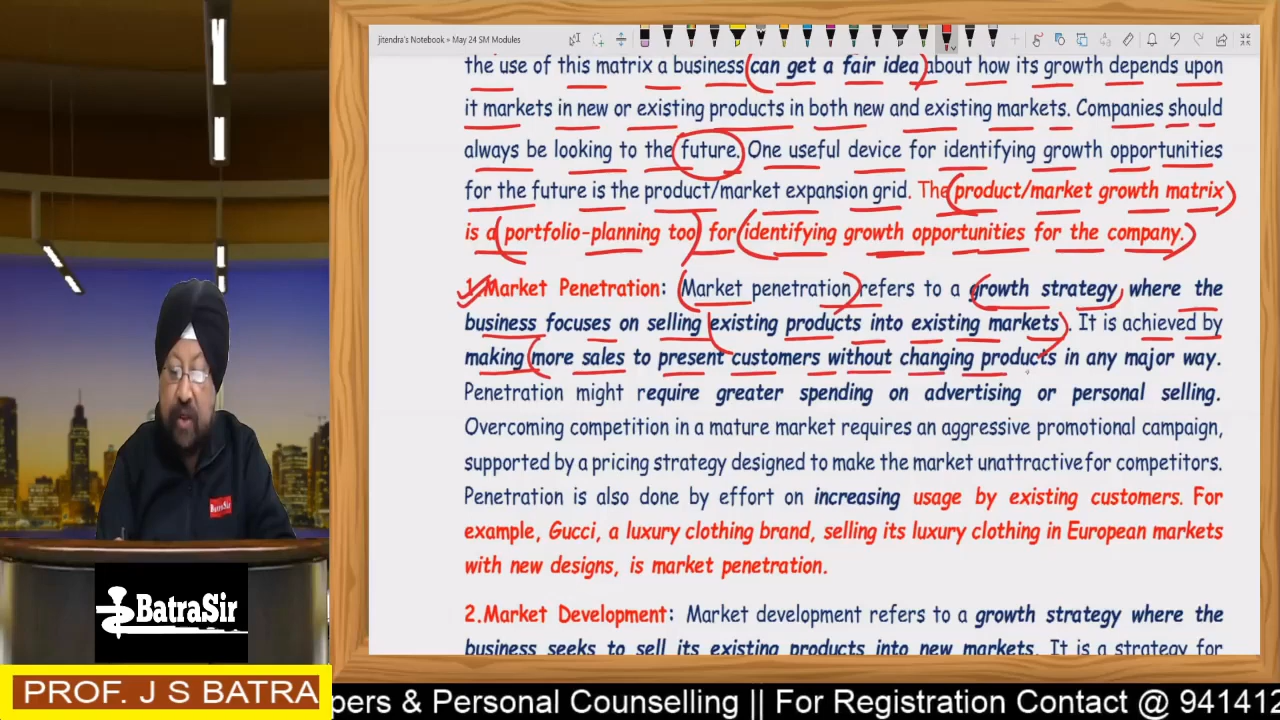 jitendra's Notebook » May 24 SM Modules
the use of this matrix a business can get a fair idea about how its growth depends upon
it markets in new or existing products in both new and existing markets. Companies should
always be looking to the future. One useful device for identifying growth opportunities
for the future is the product/market expansion grid. The product/market growth matrix
is a portfolio-planning tool for identifying growth opportunities for the company.
1.Market Penetration: Market penetration refers to a growth strategy where the
business focuses on selling existing products into existing markets. It is achieved by
making more sales to present customers without changing products in any major way.
Penetration might require greater spending on advertising or personal selling.
Overcoming competition in a mature market requires an aggressive promotional campaign,
supported by a pricing strategy designed to make the market unattractive for competitors.
Penetration is also done by effort on increasing usage by existing customers. For
example, Gucci, a luxury clothing brand, selling its luxury clothing in European markets
with new designs, is market penetration.
2.Market Development: Market development refers to a growth strategy where the
business seeks to sell its existing products into new markets. It is a strategy for
BatraSir
BatraSir
PROF. J S BATRA
pers & Personal Counselling || For Registration Contact @ 941412